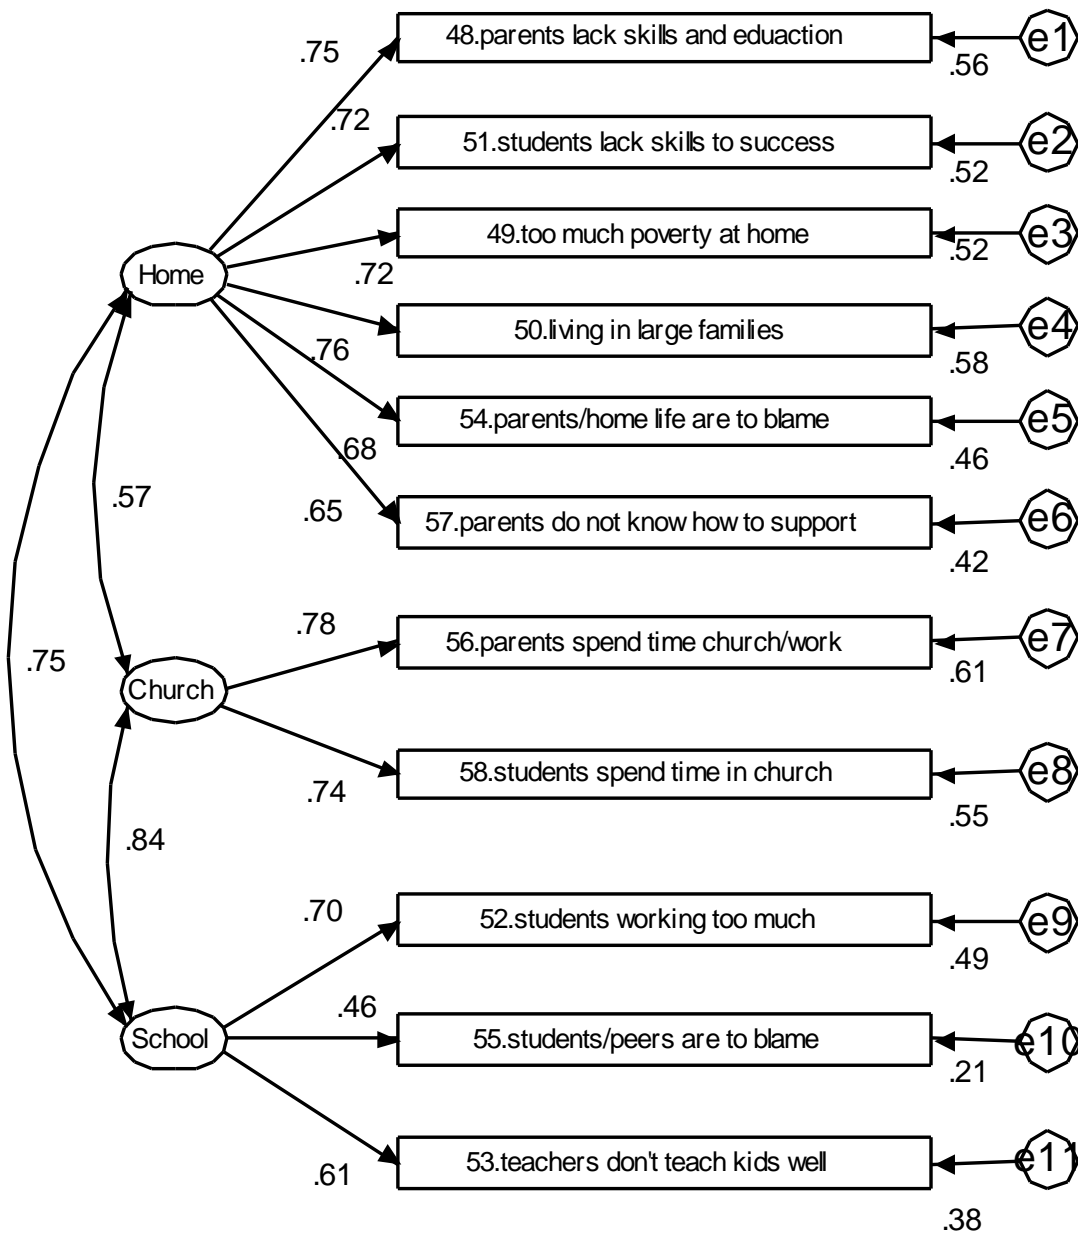 .75
48.parents lack skills and eduaction
e1
.56
.72
51.students lack skills to success
e2
.52
49.too much poverty at home
e3
.52
Home
.72
50.living in large families
e4
.58
.76
54.parents/home life are to blame
e5
.46
.68
.57
.65
57.parents do not know how to support
e6
.42
.78
56.parents spend time church/work
e7
.61
.75
Church
58.students spend time in church
e8
.74
.55
.84
.70
52.students working too much
e9
.49
.46
School
55.students/peers are to blame
e10
.21
53.teachers don't teach kids well
e11
.61
.38